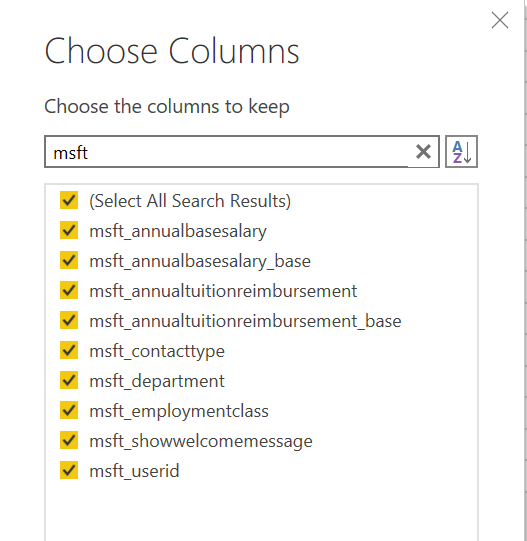 Choose Columns
Choose the columns to keep
msft
A
Z
(Select All Search Results)
msft_annualbasesalary
msft_annualbasesalary_base
msft_annualtuitionreimbursement
msft_annualtuitionreimbursement_base
msft_contacttype
msft_department
msft_employmentclass
msft_showwelcomemessage
msft_userid